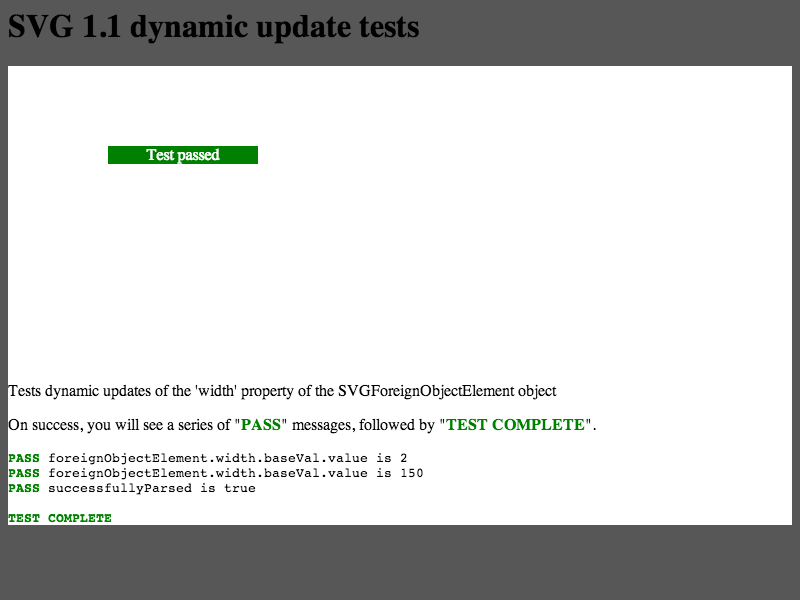 SVG 1.1 dynamic update tests
Test passed
Tests dynamic updates of the 'width' property of the SVGForeignObjectElement object
On success, you will see a series of "PASS" messages, followed by "TEST COMPLETE".
PASS foreignObjectElement.width.baseVal.value is 2
PASS foreignObjectElement.width.baseVal.value is 150
PASS successfullyParsed is true
TEST COMPLETE